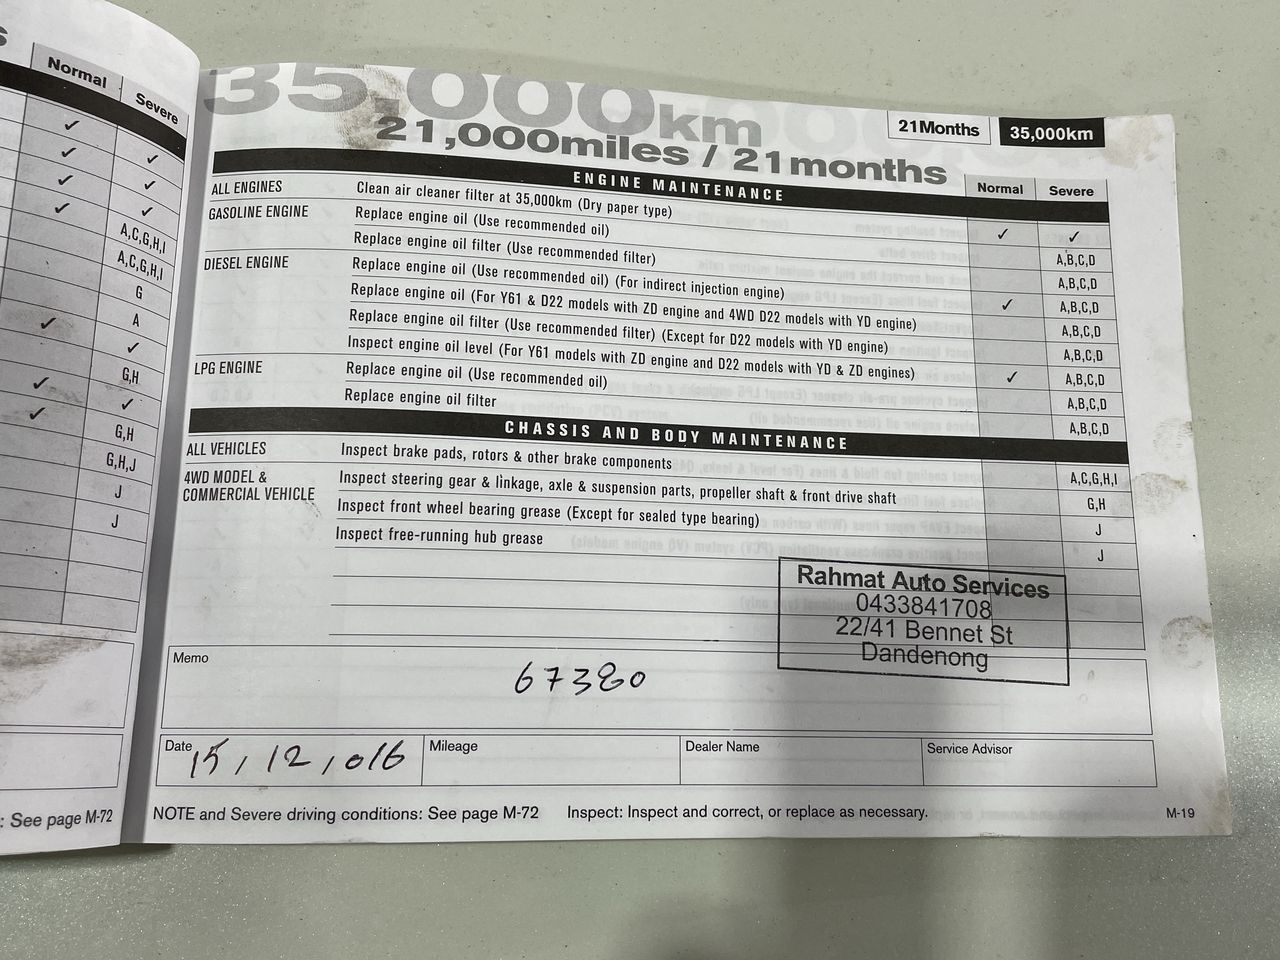 s
Normal
Severe
✓
✓ ✓
✓ ✓
✓ ✓
A,C,G,H,I
A,C,G,H,I
G
✓ A
✓
G,H
✓ ✓
✓ G,H
G,H,J
J
J
: See page M-72
35,000km
21,000miles / 21months
21Months 35,000km
ENGINE MAINTENANCE Normal Severe
ALL ENGINES Clean air cleaner filter at 35,000km (Dry paper type)
GASOLINE ENGINE Replace engine oil (Use recommended oil) ✓ ✓
Replace engine oil filter (Use recommended filter) A,B,C,D
DIESEL ENGINE Replace engine oil (Use recommended oil) (For indirect injection engine) A,B,C,D
Replace engine oil (For Y61 & D22 models with ZD engine and 4WD D22 models with YD engine) ✓ A,B,C,D
Replace engine oil filter (Use recommended filter) (Except for D22 models with YD engine) A,B,C,D
Inspect engine oil level (For Y61 models with ZD engine and D22 models with YD & ZD engines) A,B,C,D
LPG ENGINE Replace engine oil (Use recommended oil) ✓ A,B,C,D
Replace engine oil filter A,B,C,D
A,B,C,D
CHASSIS AND BODY MAINTENANCE
ALL VEHICLES Inspect brake pads, rotors & other brake components A,C,G,H,I
4WD MODEL & Inspect steering gear & linkage, axle & suspension parts, propeller shaft & front drive shaft G,H
COMMERCIAL VEHICLE Inspect front wheel bearing grease (Except for sealed type bearing) J
Inspect free-running hub grease J
Rahmat Auto Services
0433841708
22/41 Bennet St
Dandenong
Memo
67380
Date 15, 12, 016 Mileage Dealer Name Service Advisor
NOTE and Severe driving conditions: See page M-72 Inspect: Inspect and correct, or replace as necessary.
M-19